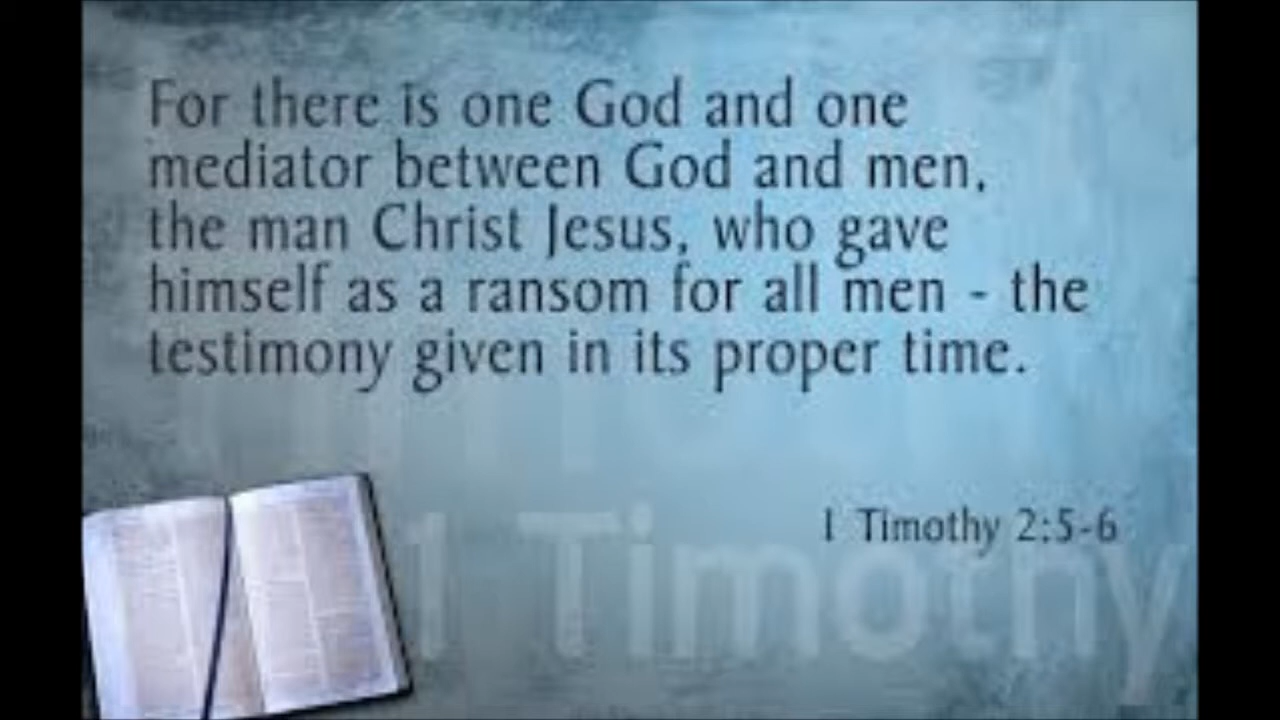 For there is one God and one
mediator between God and men,
the man Christ Jesus, who gave
himself as a ransom for all men - the
testimony given in its proper time.
1 Timothy 2:5-6
1 Timothy